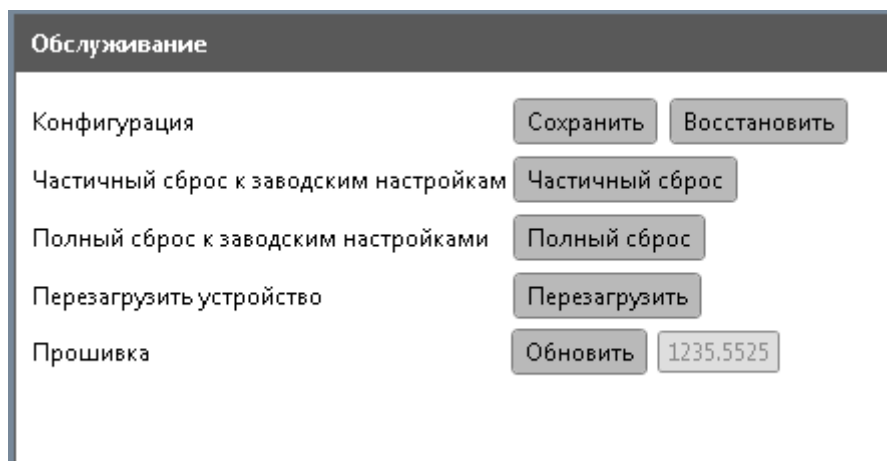 Обслуживание
Конфигурация Сохранить Восстановить
Частичный сброс к заводским настройкам Частичный сброс
Полный сброс к заводским настройками Полный сброс
Перезагрузить устройство Перезагрузить
Прошивка Обновить 1235.5525